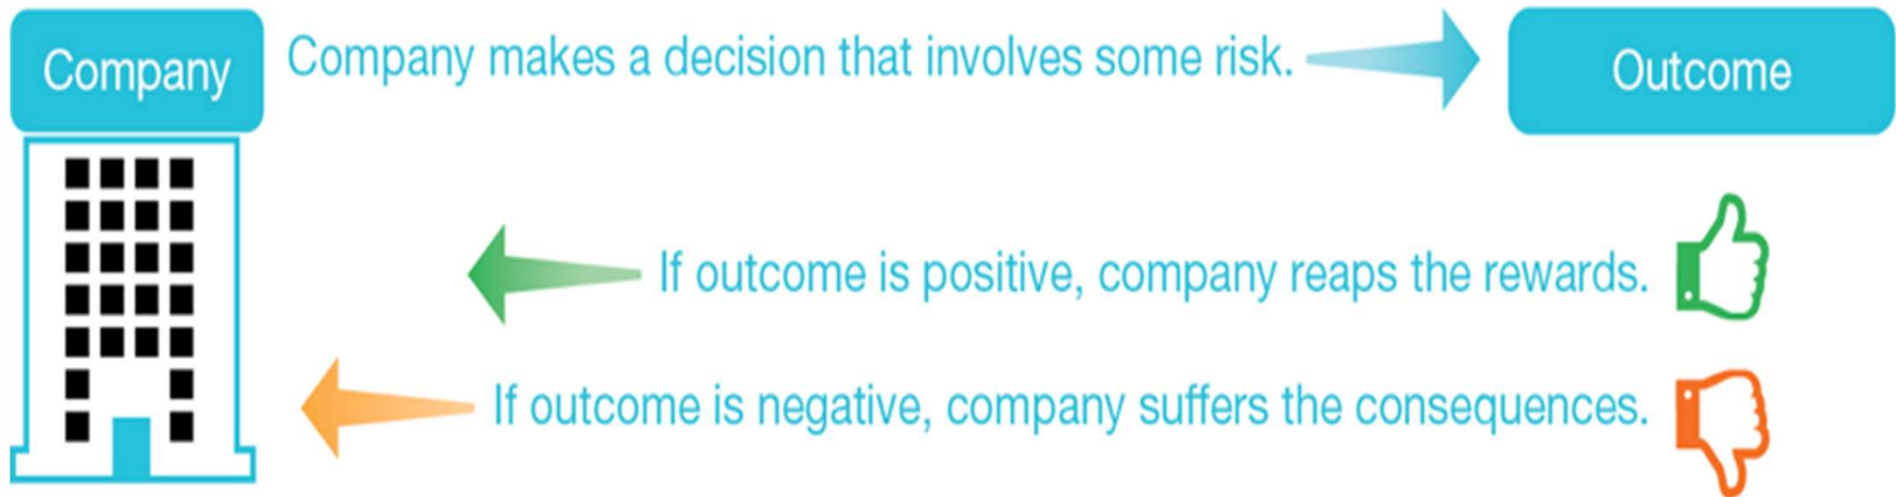 Company
Company makes a decision that involves some risk.
Outcome
If outcome is positive, company reaps the rewards.
If outcome is negative, company suffers the consequences.